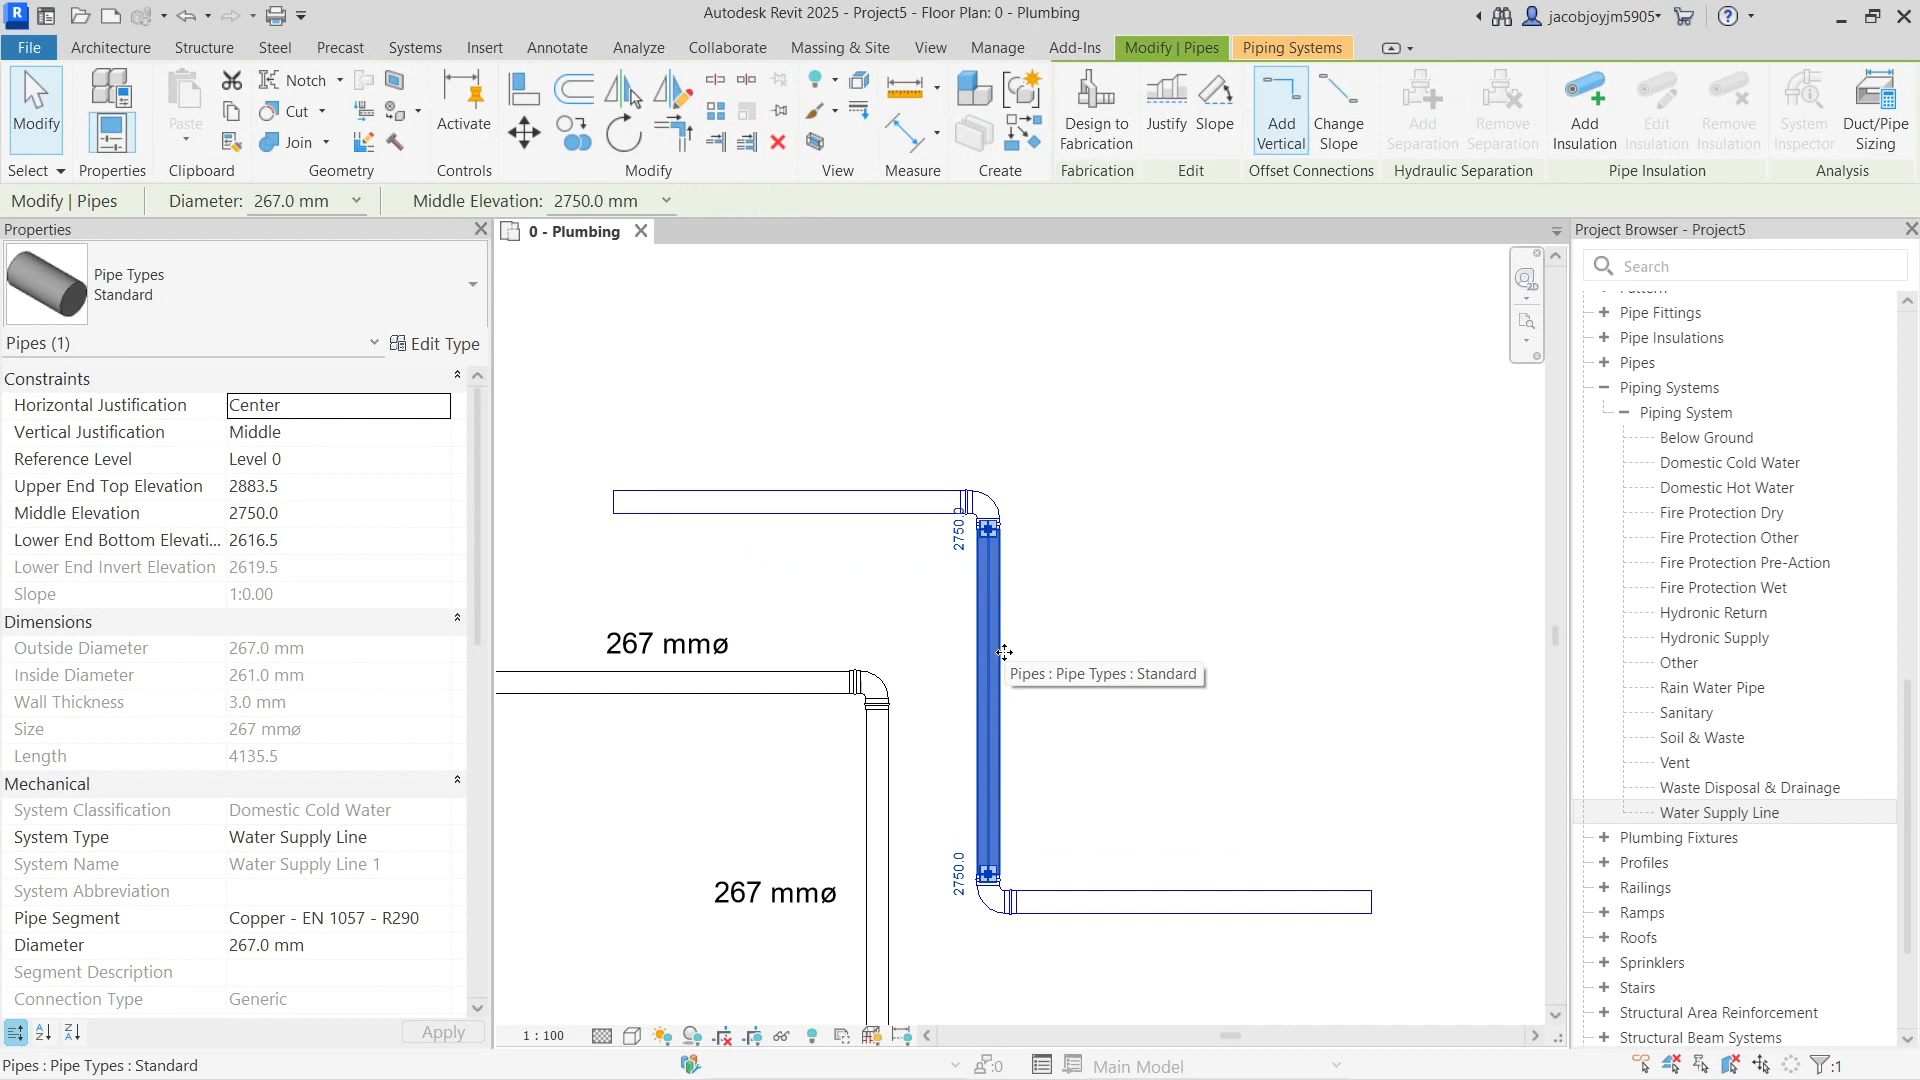 Autodesk Revit 2025 - Project5 - Floor Plan: 0 - Plumbing
jacobjoyjm5905
File Architecture Structure Steel Precast Systems Insert Annotate Analyze Collaborate Massing & Site View Manage Add-Ins Modify | Pipes Piping Systems
Modify
Paste
Notch
Cut
Join
Activate
Design to
Fabrication
Justify
Slope
Add
Vertical
Change
Slope
Add
Separation
Remove
Separation
Add
Insulation
Edit
Insulation
Remove
Insulation
System
Inspector
Duct/Pipe
Sizing
Select Properties Clipboard Geometry Controls Modify View Measure Create Fabrication Edit Offset Connections Hydraulic Separation Pipe Insulation Analysis
Modify | Pipes Diameter: 267.0 mm Middle Elevation: 2750.0 mm
Properties
Pipe Types
Standard
Pipes (1) Edit Type
Constraints
Horizontal Justification Center
Vertical Justification Middle
Reference Level Level 0
Upper End Top Elevation 2883.5
Middle Elevation 2750.0
Lower End Bottom Elevati... 2616.5
Lower End Invert Elevation 2619.5
Slope 1:0.00
Dimensions
Outside Diameter 267.0 mm
Inside Diameter 261.0 mm
Wall Thickness 3.0 mm
Size 267 mmø
Length 4135.5
Mechanical
System Classification Domestic Cold Water
System Type Water Supply Line
System Name Water Supply Line 1
System Abbreviation
Pipe Segment Copper - EN 1057 - R290
Diameter 267.0 mm
Segment Description
Connection Type Generic
Apply
Pipes : Pipe Types : Standard
0 - Plumbing
2750.0
267 mmø
Pipes : Pipe Types : Standard
2750.0
267 mmø
1 : 100
:0
Main Model
:1
Project Browser - Project5
Search
Pipe Fittings
Pipe Insulations
Pipes
Piping Systems
Piping System
Below Ground
Domestic Cold Water
Domestic Hot Water
Fire Protection Dry
Fire Protection Other
Fire Protection Pre-Action
Fire Protection Wet
Hydronic Return
Hydronic Supply
Other
Rain Water Pipe
Sanitary
Soil & Waste
Vent
Waste Disposal & Drainage
Water Supply Line
Plumbing Fixtures
Profiles
Railings
Ramps
Roofs
Sprinklers
Stairs
Structural Area Reinforcement
Structural Beam Systems